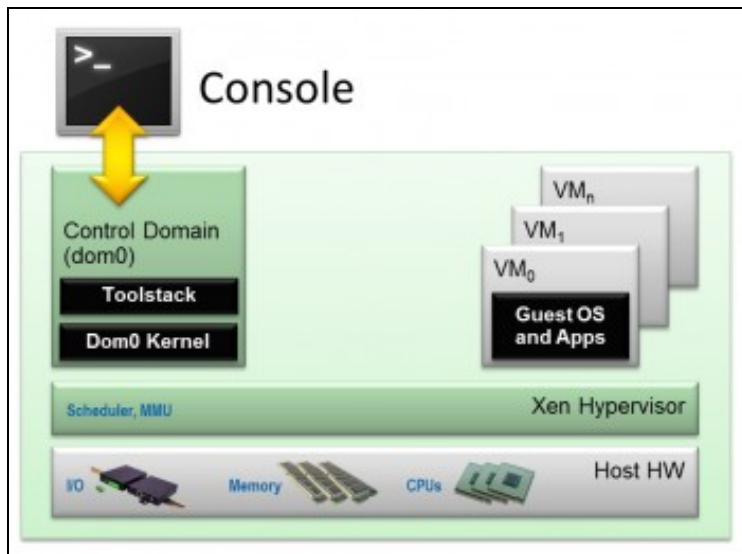 >_
Console
Control Domain
(dom0)
Toolstack
Dom0 Kernel
VMn
VM1
VM0
Guest OS
and Apps
Scheduler, MMU
Xen Hypervisor
I/O
Memory
CPUs
Host HW